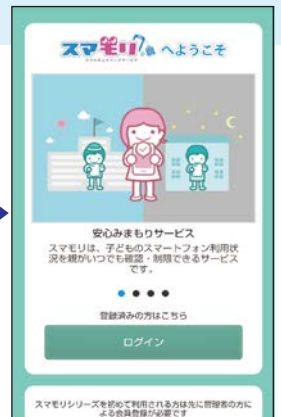 スマモリ へようこそ
安心みまもりサービス
スマモリは、子どものスマートフォン利用状
況を親がいつでも確認・制限できるサービス
です。
登録済みの方はこちら
ログイン
スマモリシリーズを初めて利用される方は先に管理者の方に
よる会員登録が必要です